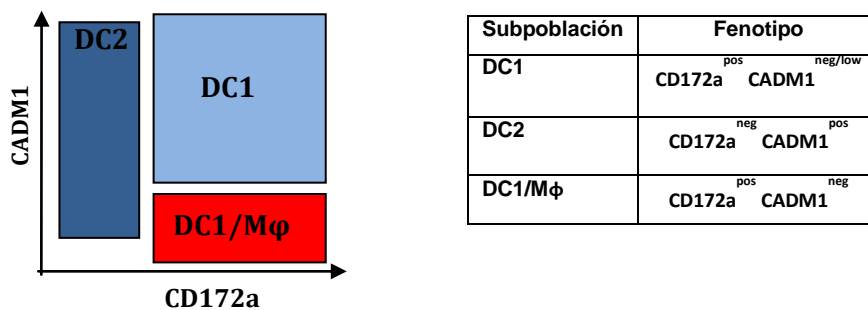 DC2
DC1
DC1/Mφ
CADM1
CD172a
Subpoblación Fenotipo
DC1 CD172a pos CADM1 neg/low
DC2 CD172a neg CADM1 pos
DC1/Mφ CD172a pos CADM1 neg